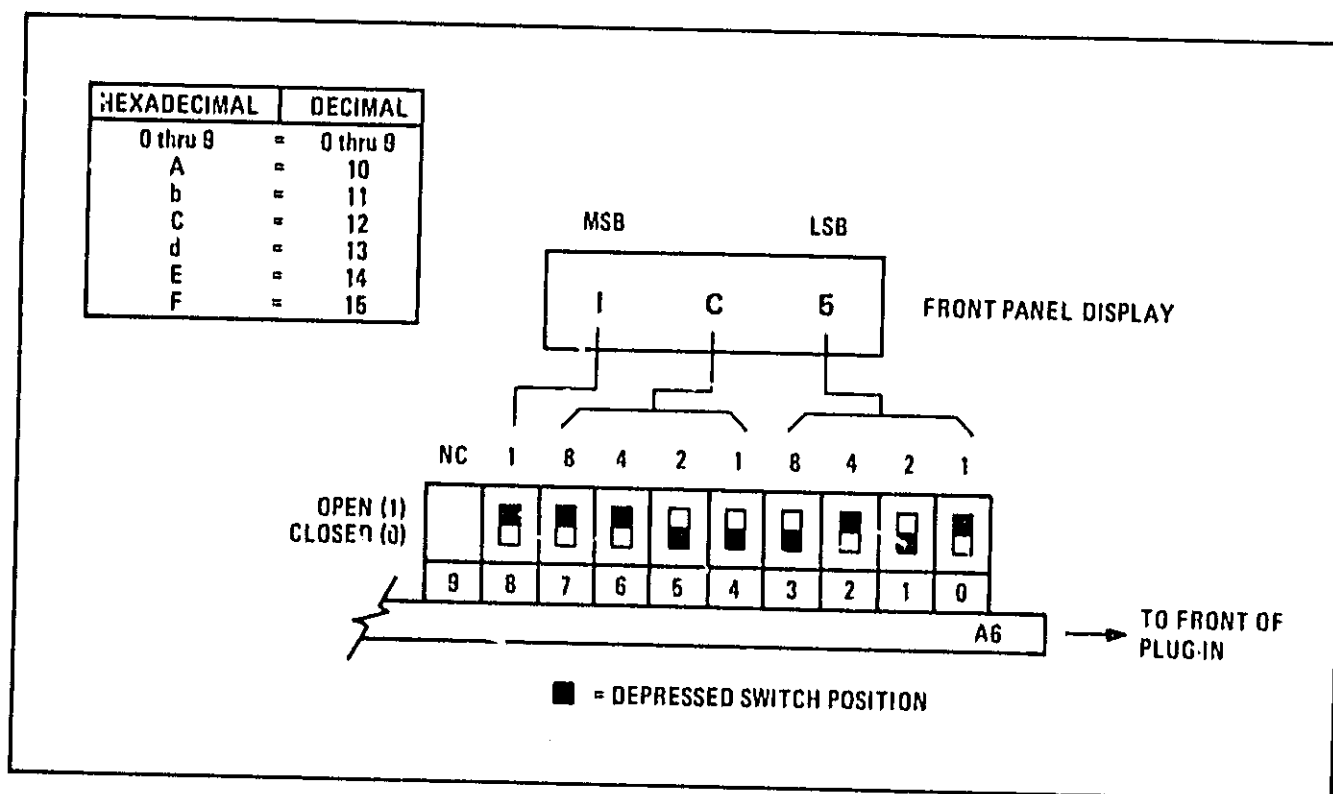 HEXADECIMAL DECIMAL
0 thru 9 = 0 thru 9
A = 10
b = 11
C = 12
d = 13
E = 14
F = 15
MSB LSB
1 C 5
FRONT PANEL DISPLAY
NC 1 8 4 2 1 8 4 2 1
OPEN (1)
CLOSED (0)
9 8 7 6 5 4 3 2 1 0
A6
TO FRONT OF
PLUG-IN
= DEPRESSED SWITCH POSITION